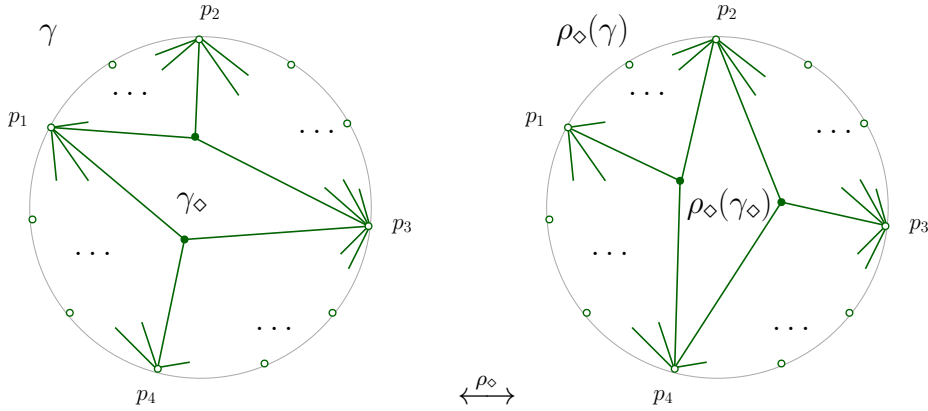 γ
p₂
. . .
p₁
. . .
γ⋄
p₃
. . .
. . .
p₄
ρ⋄
⟷
ρ⋄(γ)
p₂
. . .
p₁
. . .
ρ⋄(γ⋄)
p₃
. . .
. . .
p₄